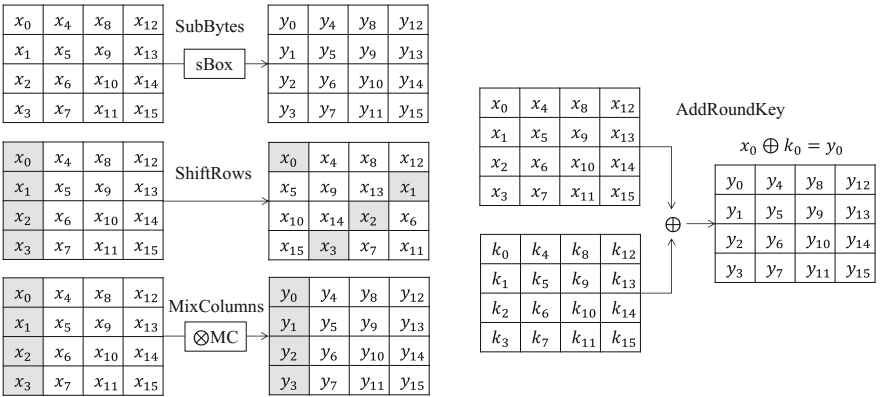 x₀ x₄ x₈ x₁₂
x₁ x₅ x₉ x₁₃
x₂ x₆ x₁₀ x₁₄
x₃ x₇ x₁₁ x₁₅
SubBytes
sBox
y₀ y₄ y₈ y₁₂
y₁ y₅ y₉ y₁₃
y₂ y₆ y₁₀ y₁₄
y₃ y₇ y₁₁ y₁₅
x₀ x₄ x₈ x₁₂
x₁ x₅ x₉ x₁₃
x₂ x₆ x₁₀ x₁₄
x₃ x₇ x₁₁ x₁₅
ShiftRows
x₀ x₄ x₈ x₁₂
x₅ x₉ x₁₃ x₁
x₁₀ x₁₄ x₂ x₆
x₁₅ x₃ x₇ x₁₁
x₀ x₄ x₈ x₁₂
x₁ x₅ x₉ x₁₃
x₂ x₆ x₁₀ x₁₄
x₃ x₇ x₁₁ x₁₅
MixColumns
⊗MC
y₀ y₄ y₈ y₁₂
y₁ y₅ y₉ y₁₃
y₂ y₆ y₁₀ y₁₄
y₃ y₇ y₁₁ y₁₅
x₀ x₄ x₈ x₁₂
x₁ x₅ x₉ x₁₃
x₂ x₆ x₁₀ x₁₄
x₃ x₇ x₁₁ x₁₅
k₀ k₄ k₈ k₁₂
k₁ k₅ k₉ k₁₃
k₂ k₆ k₁₀ k₁₄
k₃ k₇ k₁₁ k₁₅
AddRoundKey
x₀ ⊕ k₀ = y₀
⊕
y₀ y₄ y₈ y₁₂
y₁ y₅ y₉ y₁₃
y₂ y₆ y₁₀ y₁₄
y₃ y₇ y₁₁ y₁₅